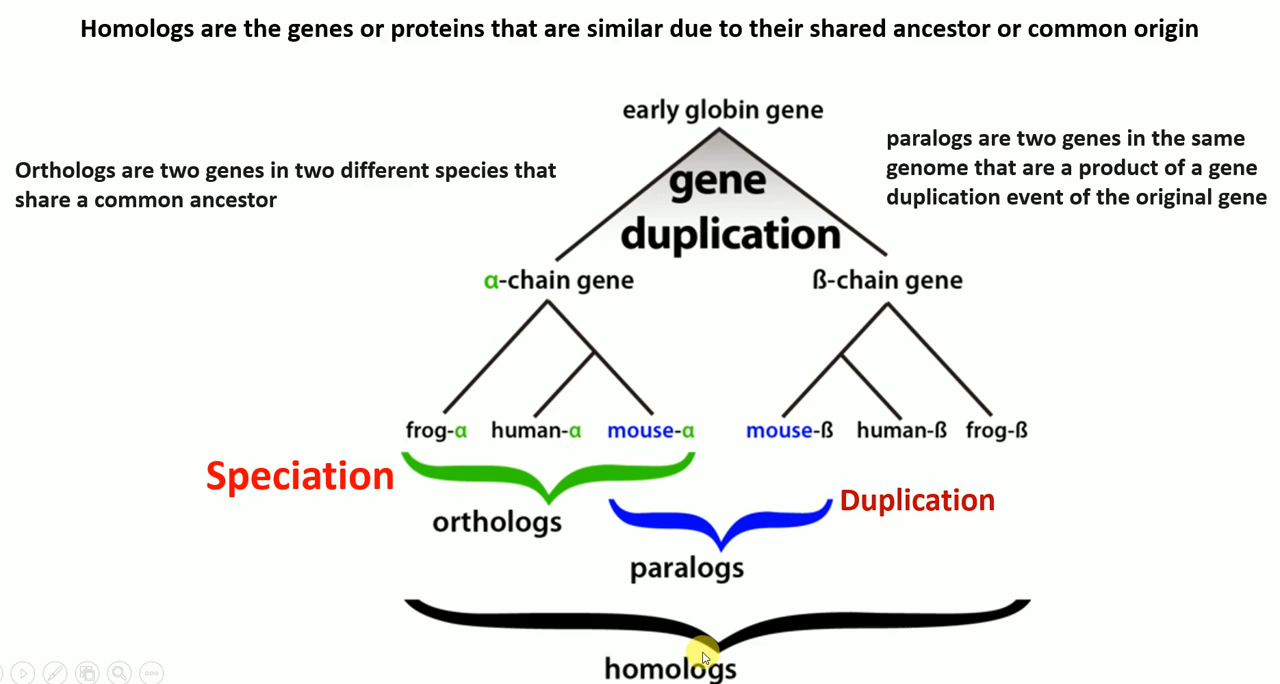 Homologs are the genes or proteins that are similar due to their shared ancestor or common origin
early globin gene
Orthologs are two genes in two different species that
share a common ancestor
paralogs are two genes in the same
genome that are a product of a gene
duplication event of the original gene
gene
duplication
α-chain gene
ß-chain gene
frog-α human-α mouse-α mouse-ß human-ß frog-ß
Speciation
orthologs
Duplication
paralogs
homologs